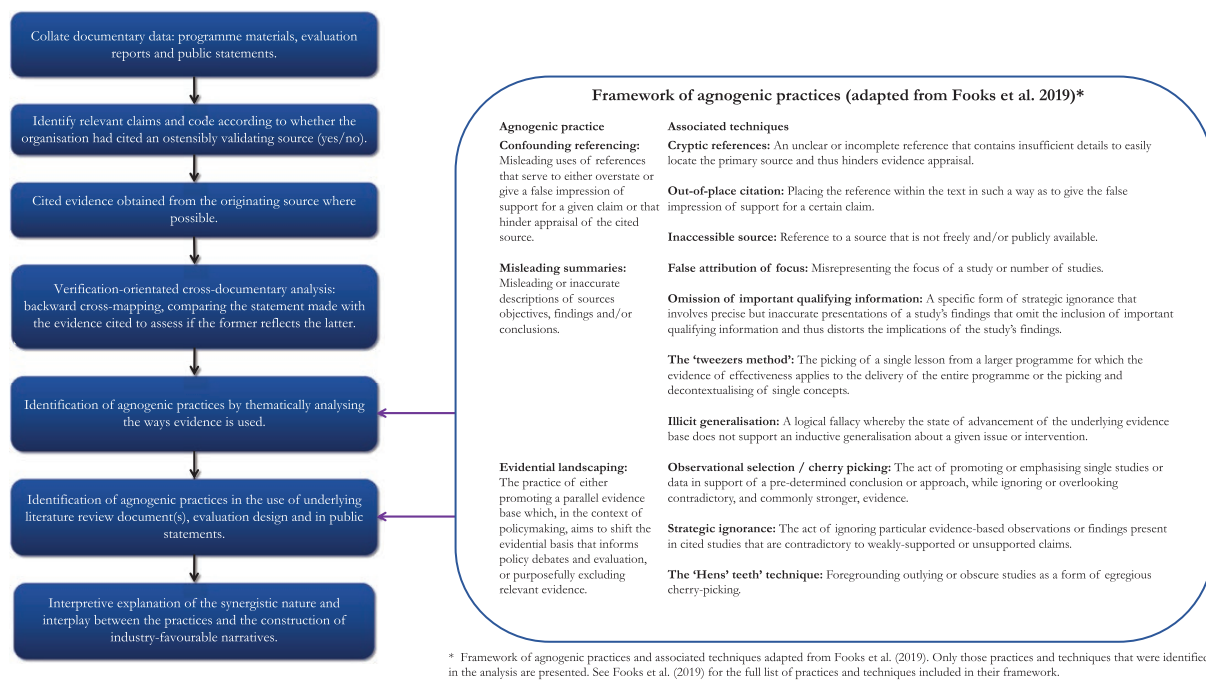 Collate documentary data: programme materials, evaluation
reports and public statements.
Identify relevant claims and code according to whether the
organisation had cited an ostensibly validating source (yes/no).
Cited evidence obtained from the originating source where
possible.
Verification-orientated cross-documentary analysis:
backward cross-mapping, comparing the statement made with
the evidence cited to assess if the former reflects the latter.
Identification of agnogenic practices by thematically analysing
the ways evidence is used.
Identification of agnogenic practices in the use of underlying
literature review document(s), evaluation design and in public
statements.
Interpretive explanation of the synergistic nature and
interplay between the practices and the construction of
industry-favourable narratives.
Framework of agnogenic practices (adapted from Fooks et al. 2019)*
Agnogenic practice
Confounding referencing:
Misleading uses of references
that serve to either overstate or
give a false impression of
support for a given claim or that
hinder appraisal of the cited
source.
Associated techniques
Cryptic references: An unclear or incomplete reference that contains insufficient details to easily
locate the primary source and thus hinders evidence appraisal.
Out-of-place citation: Placing the reference within the text in such a way as to give the false
impression of support for a certain claim.
Inaccessible source: Reference to a source that is not freely and/or publicly available.
Misleading summaries:
Misleading or inaccurate
descriptions of sources
objectives, findings and/or
conclusions.
False attribution of focus: Misrepresenting the focus of a study or number of studies.
Omission of important qualifying information: A specific form of strategic ignorance that
involves precise but inaccurate presentations of a study's findings that omit the inclusion of important
qualifying information and thus distorts the implications of the study's findings.
The 'tweezers method': The picking of a single lesson from a larger programme for which the
evidence of effectiveness applies to the delivery of the entire programme or the picking and
decontextualising of single concepts.
Illicit generalisation: A logical fallacy whereby the state of advancement of the underlying evidence
base does not support an inductive generalisation about a given issue or intervention.
Evidential landscaping:
The practice of either
promoting a parallel evidence
base which, in the context of
policymaking, aims to shift the
evidential basis that informs
policy debates and evaluation,
or purposefully excluding
relevant evidence.
Observational selection / cherry picking: The act of promoting or emphasising single studies or
data in support of a pre-determined conclusion or approach, while ignoring or overlooking
contradictory, and commonly stronger, evidence.
Strategic ignorance: The act of ignoring particular evidence-based observations or findings present
in cited studies that are contradictory to weakly-supported or unsupported claims.
The 'Hens' teeth' technique: Foregrounding outlying or obscure studies as a form of egregious
cherry-picking.
* Framework of agnogenic practices and associated techniques adapted from Fooks et al. (2019). Only those practices and techniques that were identified
in the analysis are presented. See Fooks et al. (2019) for the full list of practices and techniques included in their framework.